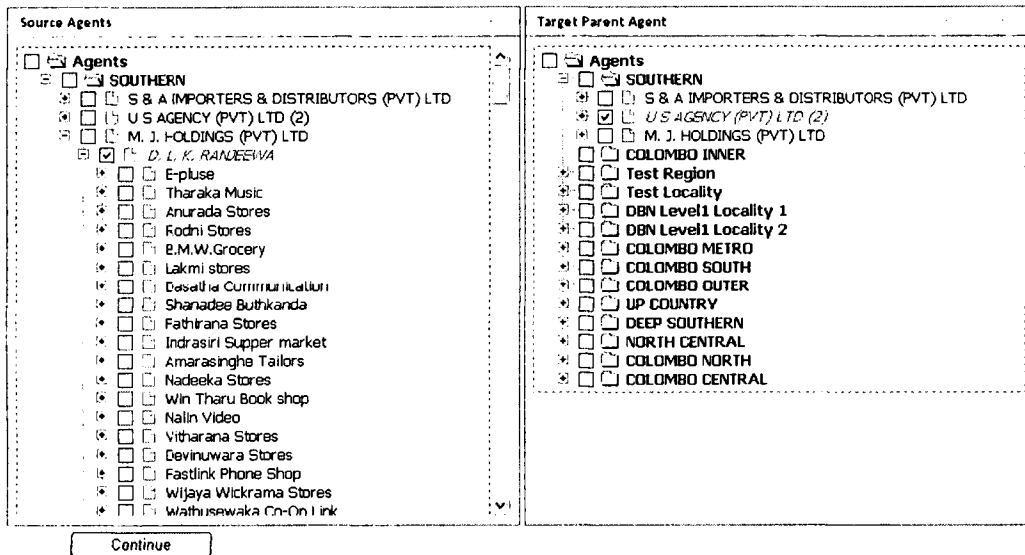 Source Agents
Agents
SOUTHERN
S & A IMPORTERS & DISTRIBUTORS (PVT) LTD
U S AGENCY (PVT) LTD (2)
M. J. HOLDINGS (PVT) LTD
D. L. K. RANDEEWA
E-pluse
Tharaka Music
Anurada Stores
Rodni Stores
B.M.W.Grocery
Lakmi stores
Dasatha Communication
Shanadee Buthkanda
Fathirana Stores
Indrasiri Supper market
Amarasinghe Tailors
Nadeeka Stores
Win Tharu Book shop
Nalin Video
Vitharana Stores
Devinuwara Stores
Fastlink Phone Shop
Wijaya Wickrama Stores
Wathusewaka Co-Op Link
Continue
Target Parent Agent
Agents
SOUTHERN
S & A IMPORTERS & DISTRIBUTORS (PVT) LTD
U S AGENCY (PVT) LTD (2)
M. J. HOLDINGS (PVT) LTD
COLOMBO INNER
Test Region
Test Locality
DBN Level1 Locality 1
DBN Level1 Locality 2
COLOMBO METRO
COLOMBO SOUTH
COLOMBO OUTER
UP COUNTRY
DEEP SOUTHERN
NORTH CENTRAL
COLOMBO NORTH
COLOMBO CENTRAL